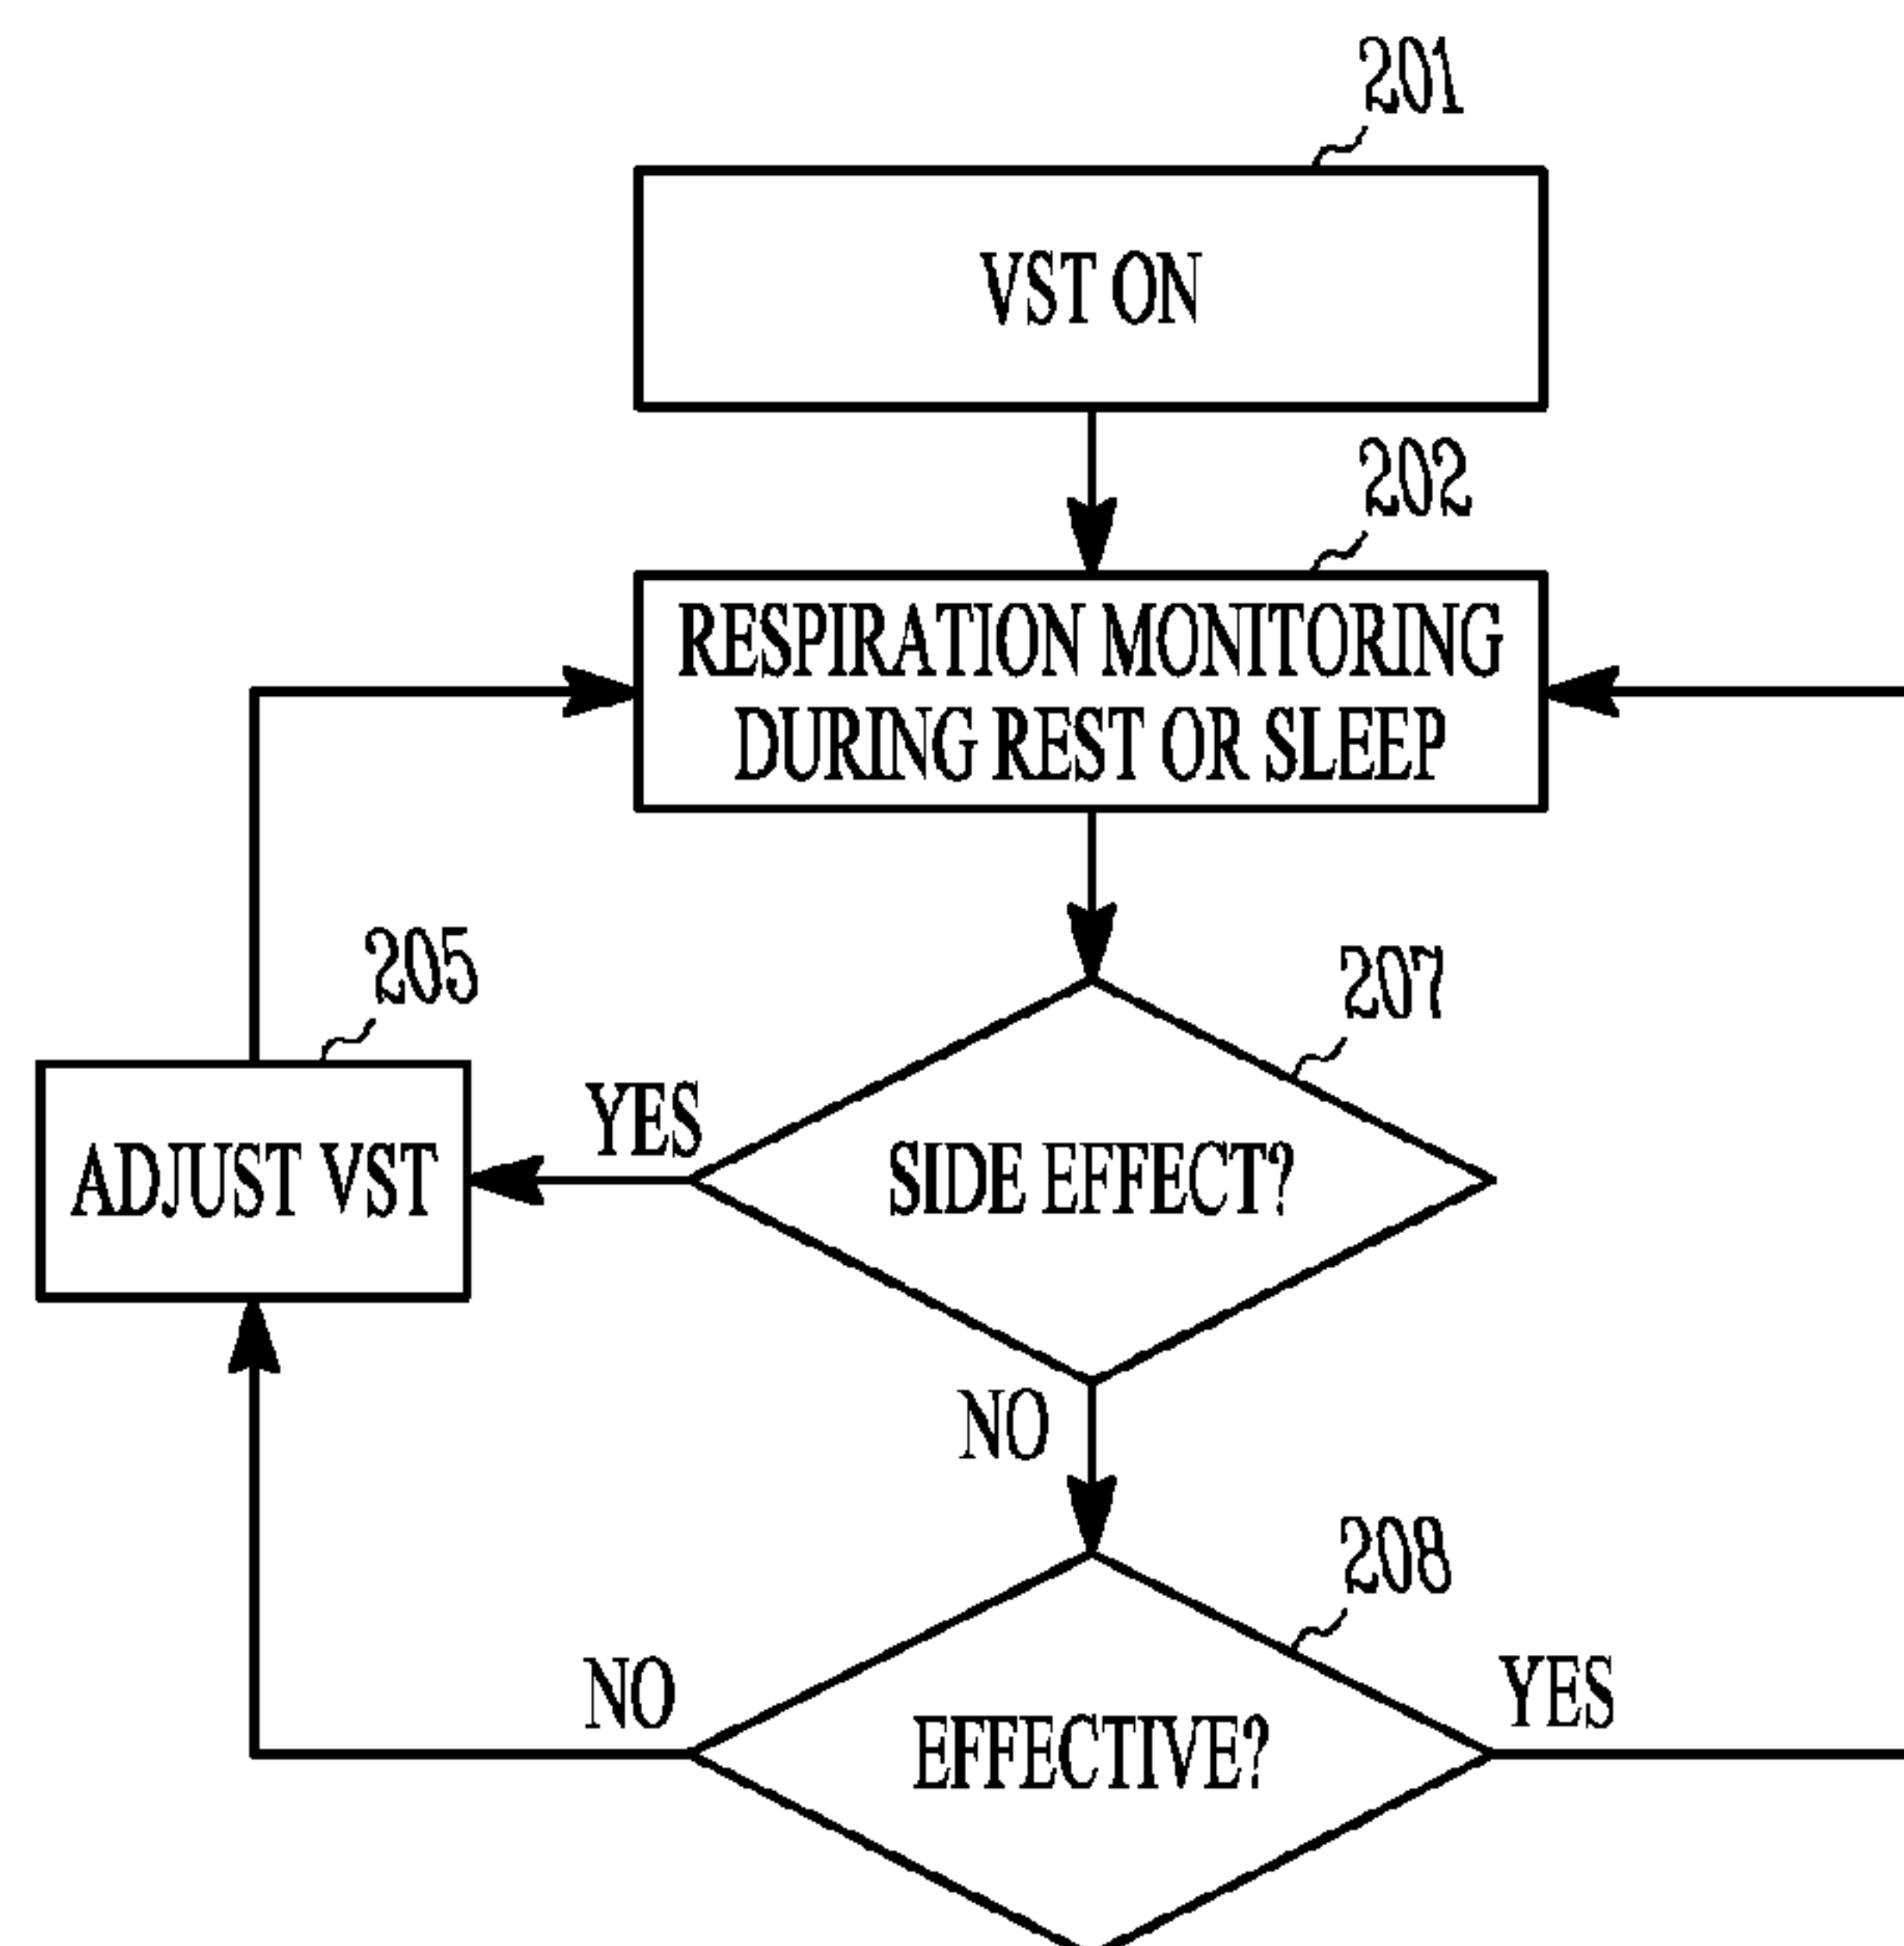 201
VST ON
202
RESPIRATION MONITORING
DURING REST OR SLEEP
205
207
YES
ADJUST VST
SIDE EFFECT?
NO
208
NO
YES
EFFECTIVE?